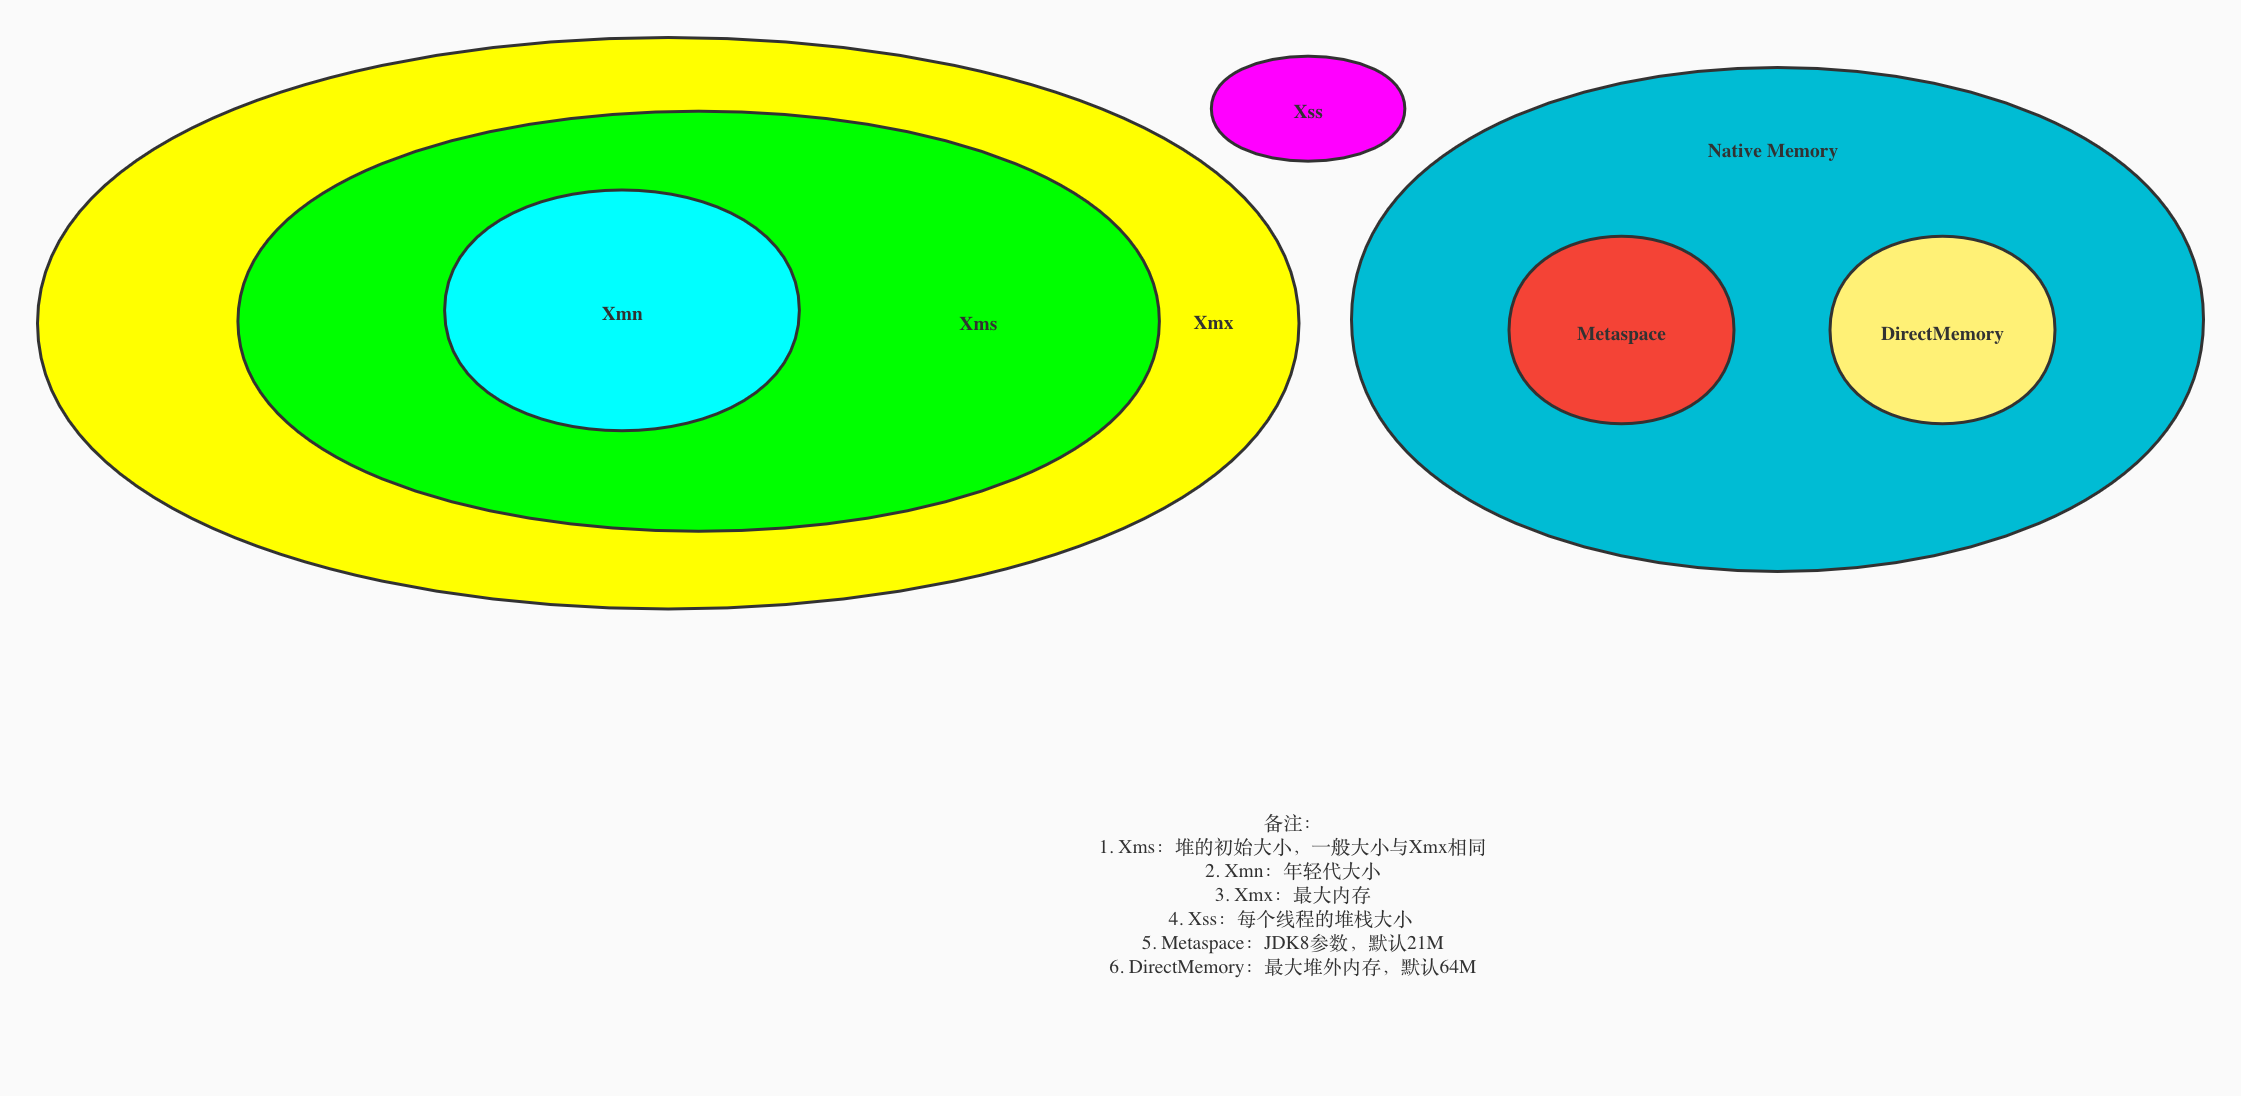 Xss
Native Memory
Xmn
Xms
Xmx
Metaspace
DirectMemory
备注：
1. Xms：堆的初始大小，一般大小与Xmx相同
2. Xmn：年轻代大小
3. Xmx：最大内存
4. Xss：每个线程的堆栈大小
5. Metaspace：JDK8参数，默认21M
6. DirectMemory：最大堆外内存，默认64M